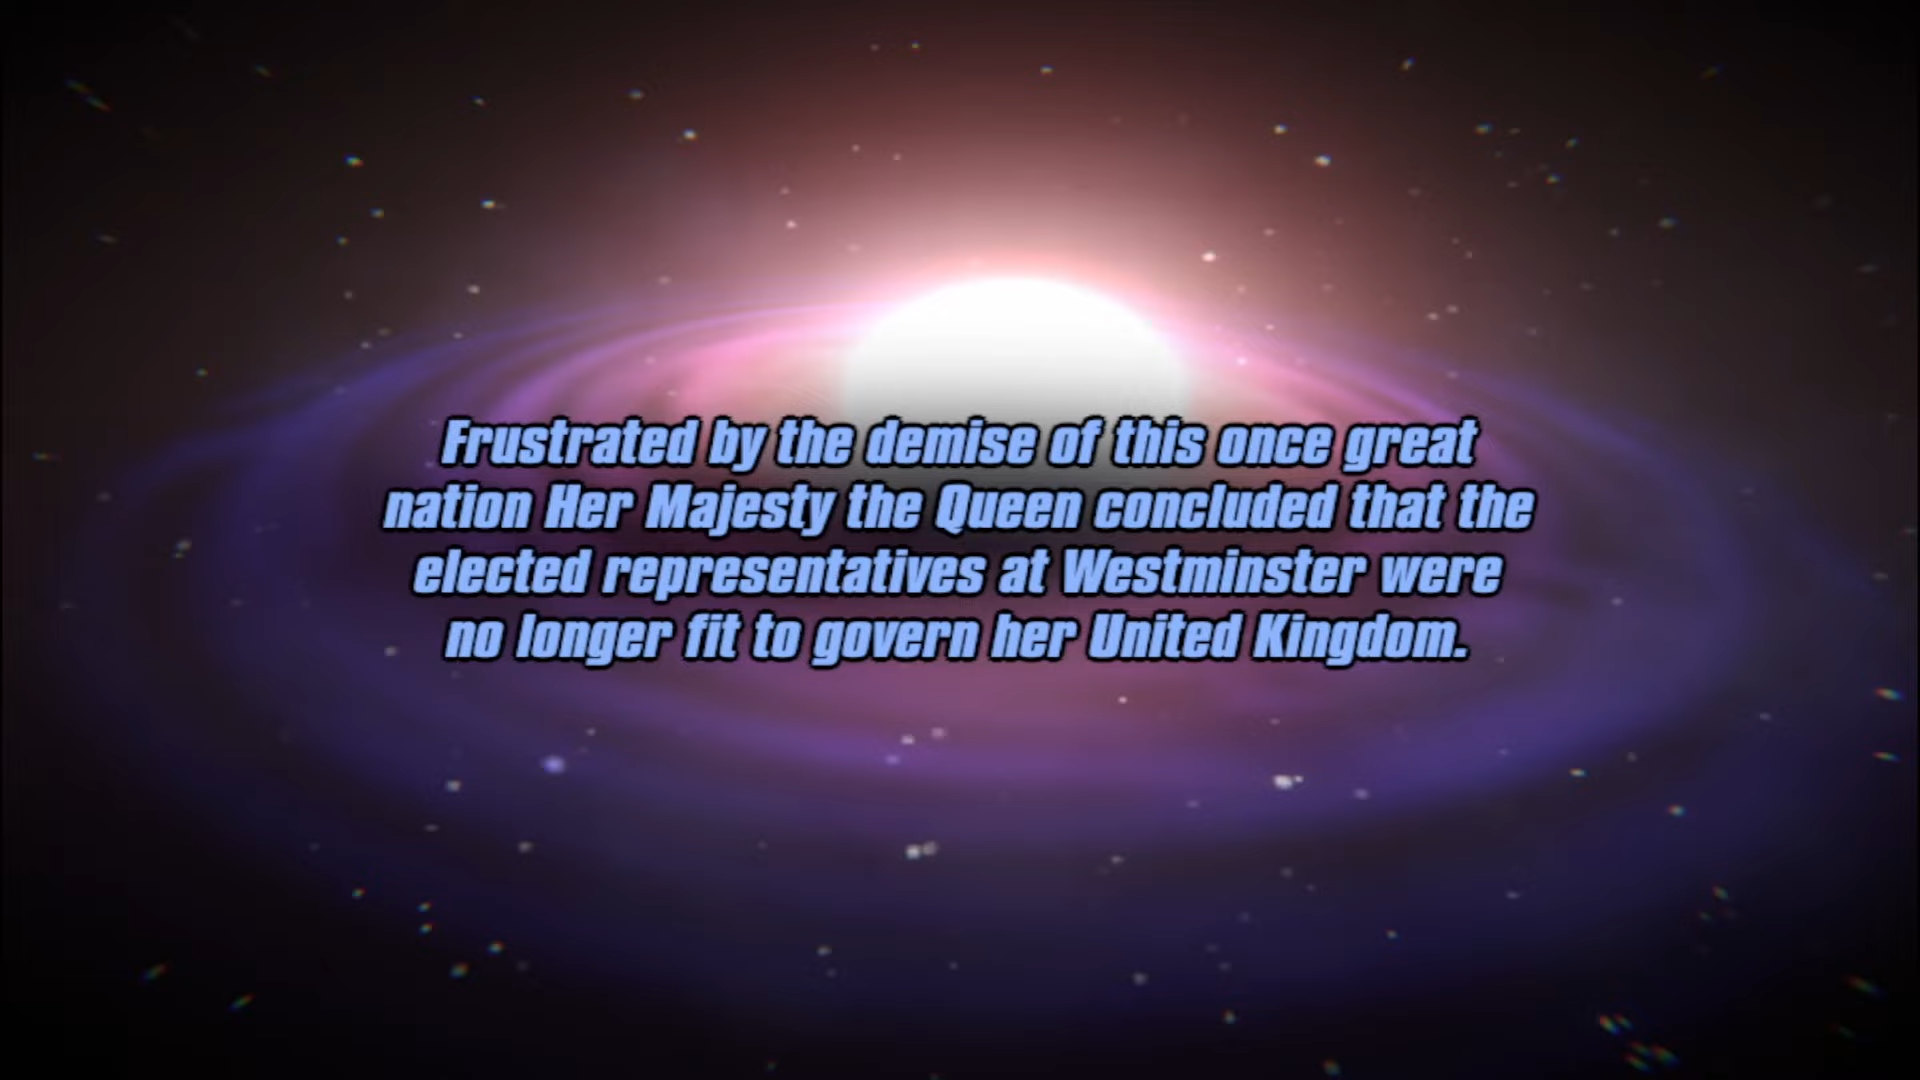 Frustrated by the demise of this once great
nation Her Majesty the Queen concluded that the
elected representatives at Westminster were
no longer fit to govern her United Kingdom.